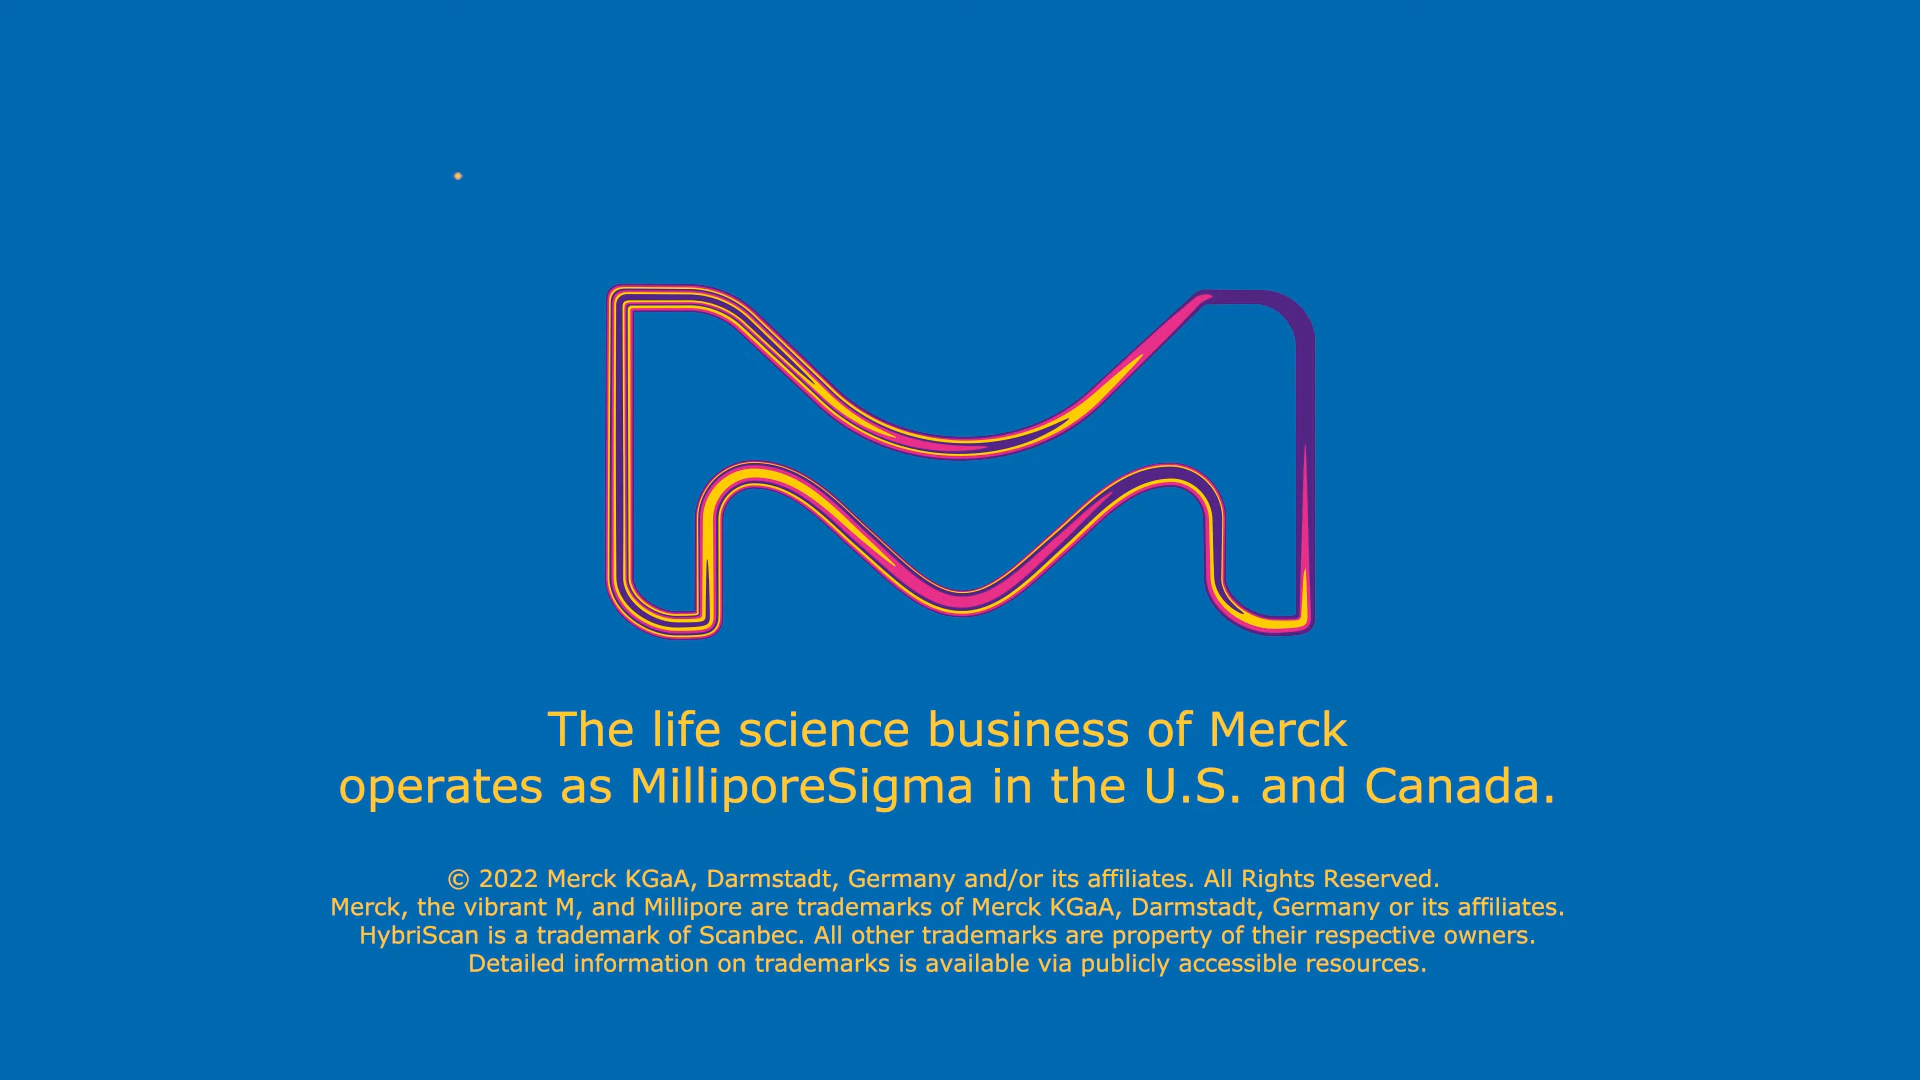 The life science business of Merck
operates as MilliporeSigma in the U.S. and Canada.
© 2022 Merck KGaA, Darmstadt, Germany and/or its affiliates. All Rights Reserved.
Merck, the vibrant M, and Millipore are trademarks of Merck KGaA, Darmstadt, Germany or its affiliates.
HybriScan is a trademark of Scanbec. All other trademarks are property of their respective owners.
Detailed information on trademarks is available via publicly accessible resources.